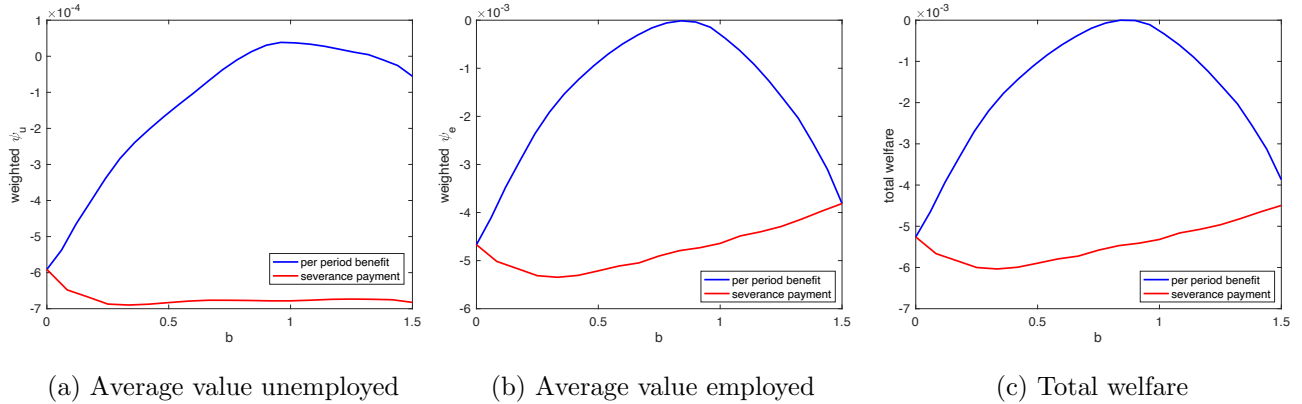 ×10⁻⁴
1
0
-1
-2
-3
-4
-5
-6
-7
weighted ψ_u
0 0.5 1 1.5
b
per period benefit
severance payment
(a) Average value unemployed
×10⁻³
0
-1
-2
-3
-4
-5
-6
weighted ψ_e
0 0.5 1 1.5
b
per period benefit
severance payment
(b) Average value employed
×10⁻³
0
-1
-2
-3
-4
-5
-6
-7
total welfare
0 0.5 1 1.5
b
per period benefit
severance payment
(c) Total welfare